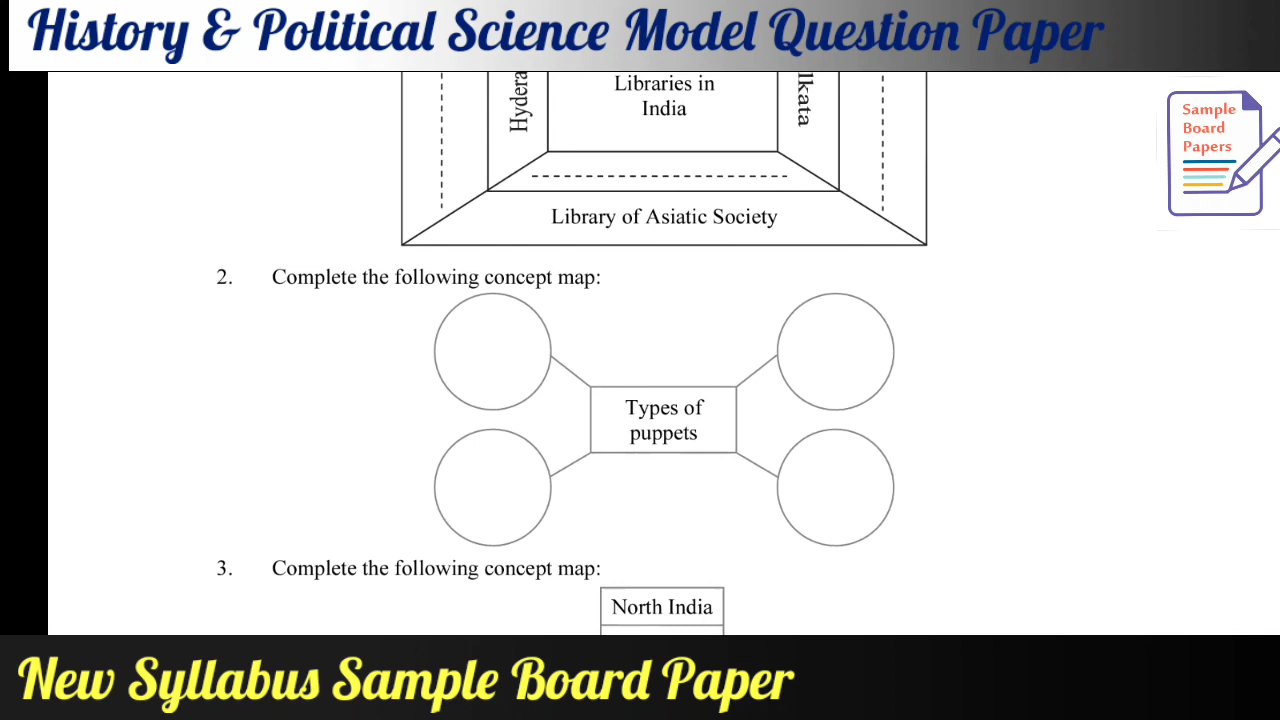 History & Political Science Model Question Paper
Sample
Board
Papers
Libraries in
India
Library of Asiatic Society
2. Complete the following concept map:
Types of
puppets
3. Complete the following concept map:
North India
New Syllabus Sample Board Paper